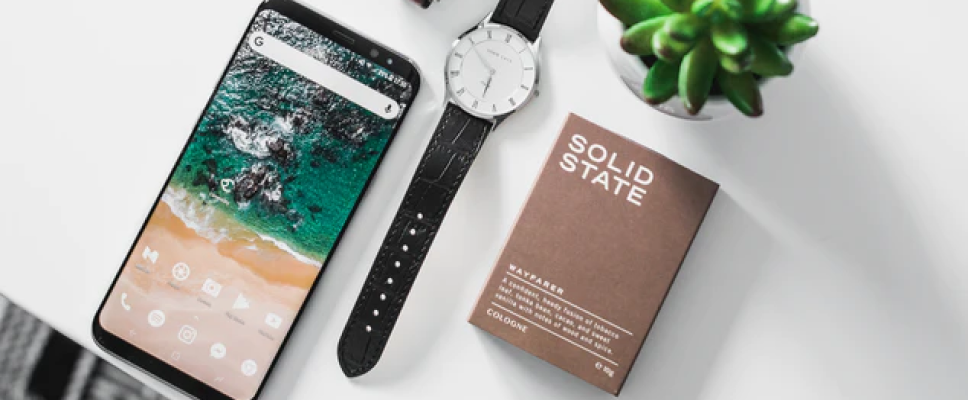 SOLID
STATE
WAYFARER
A confident, heady fusion of tobacco
leaf, tonka bean, cacao, and sweet
vanilla with notes of wood and spice.
COLOGNE
℮ 10g